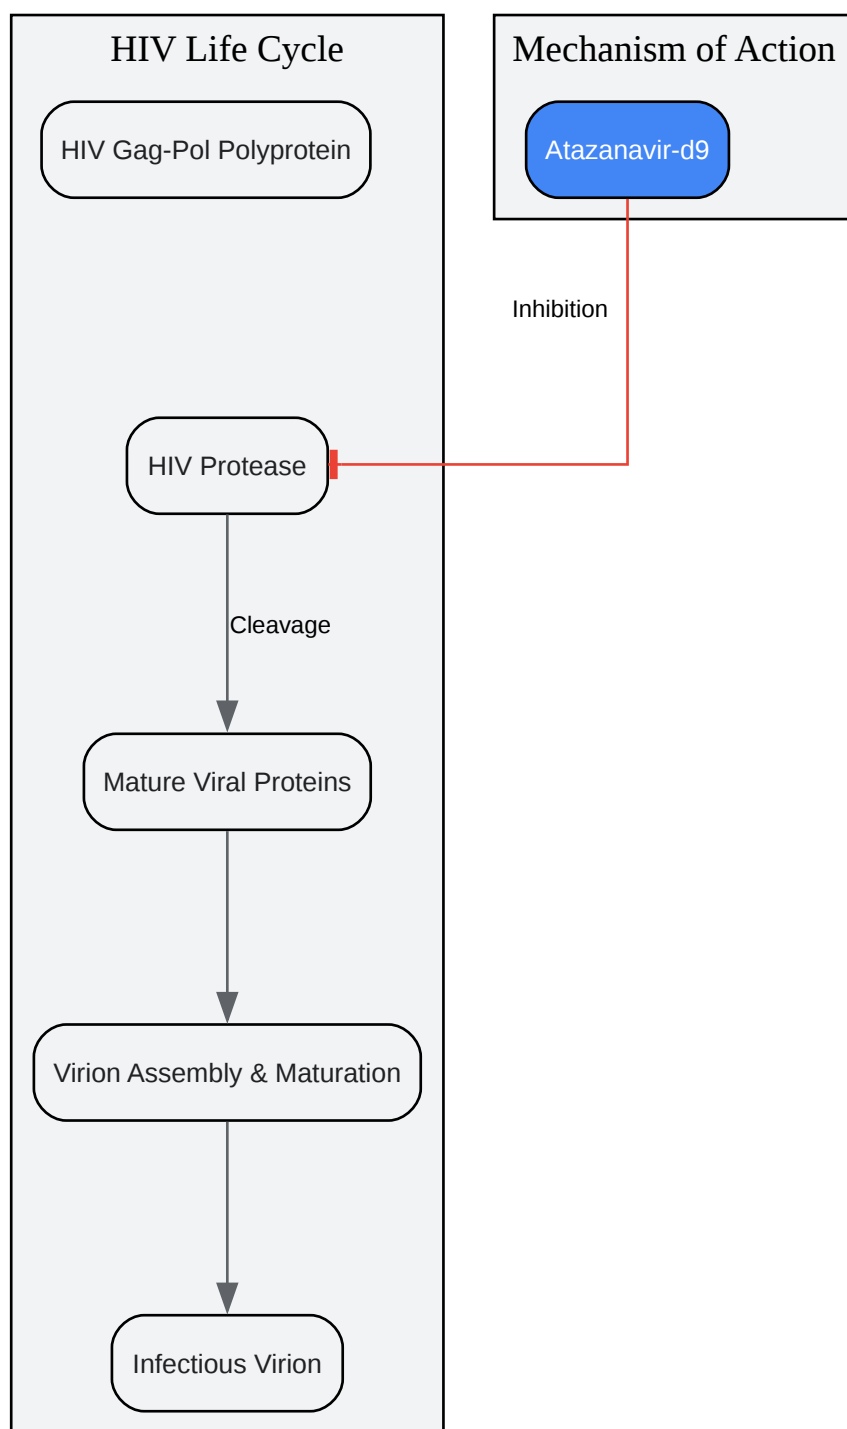 HIV Life Cycle
Mechanism of Action
HIV Gag-Pol Polyprotein
Atazanavir-d9
Inhibition
HIV Protease
Cleavage
Mature Viral Proteins
Virion Assembly & Maturation
Infectious Virion